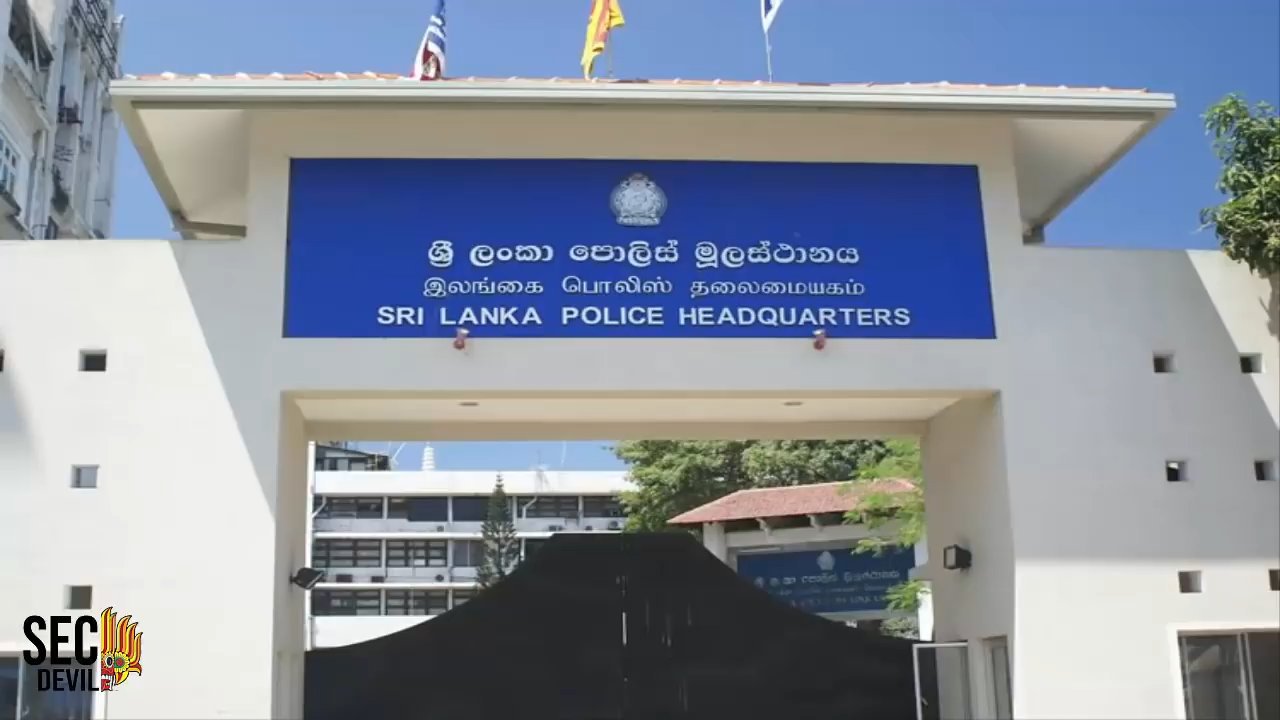 ශ්‍රී ලංකා පොලිස් මූලස්ථානය
இலங்கை பொலிஸ் தலைமையகம்
SRI LANKA POLICE HEADQUARTERS
SEC
DEVIL